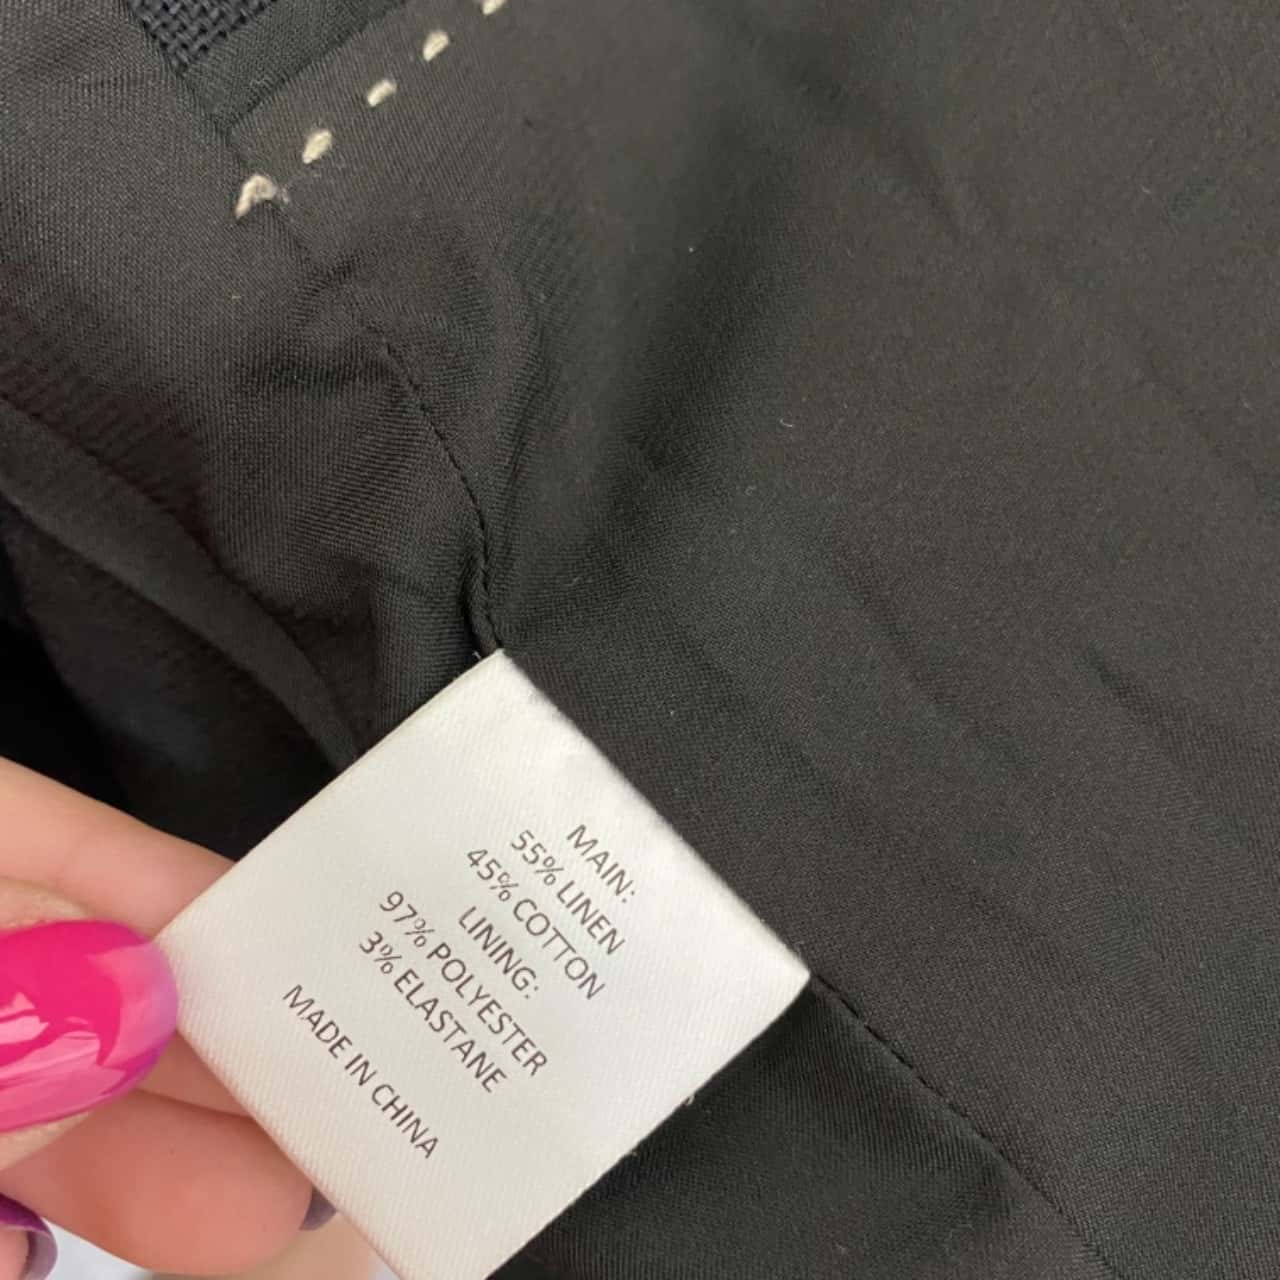 MAIN:
55% LINEN
45% COTTON
LINING:
97% POLYESTER
3% ELASTANE
MADE IN CHINA